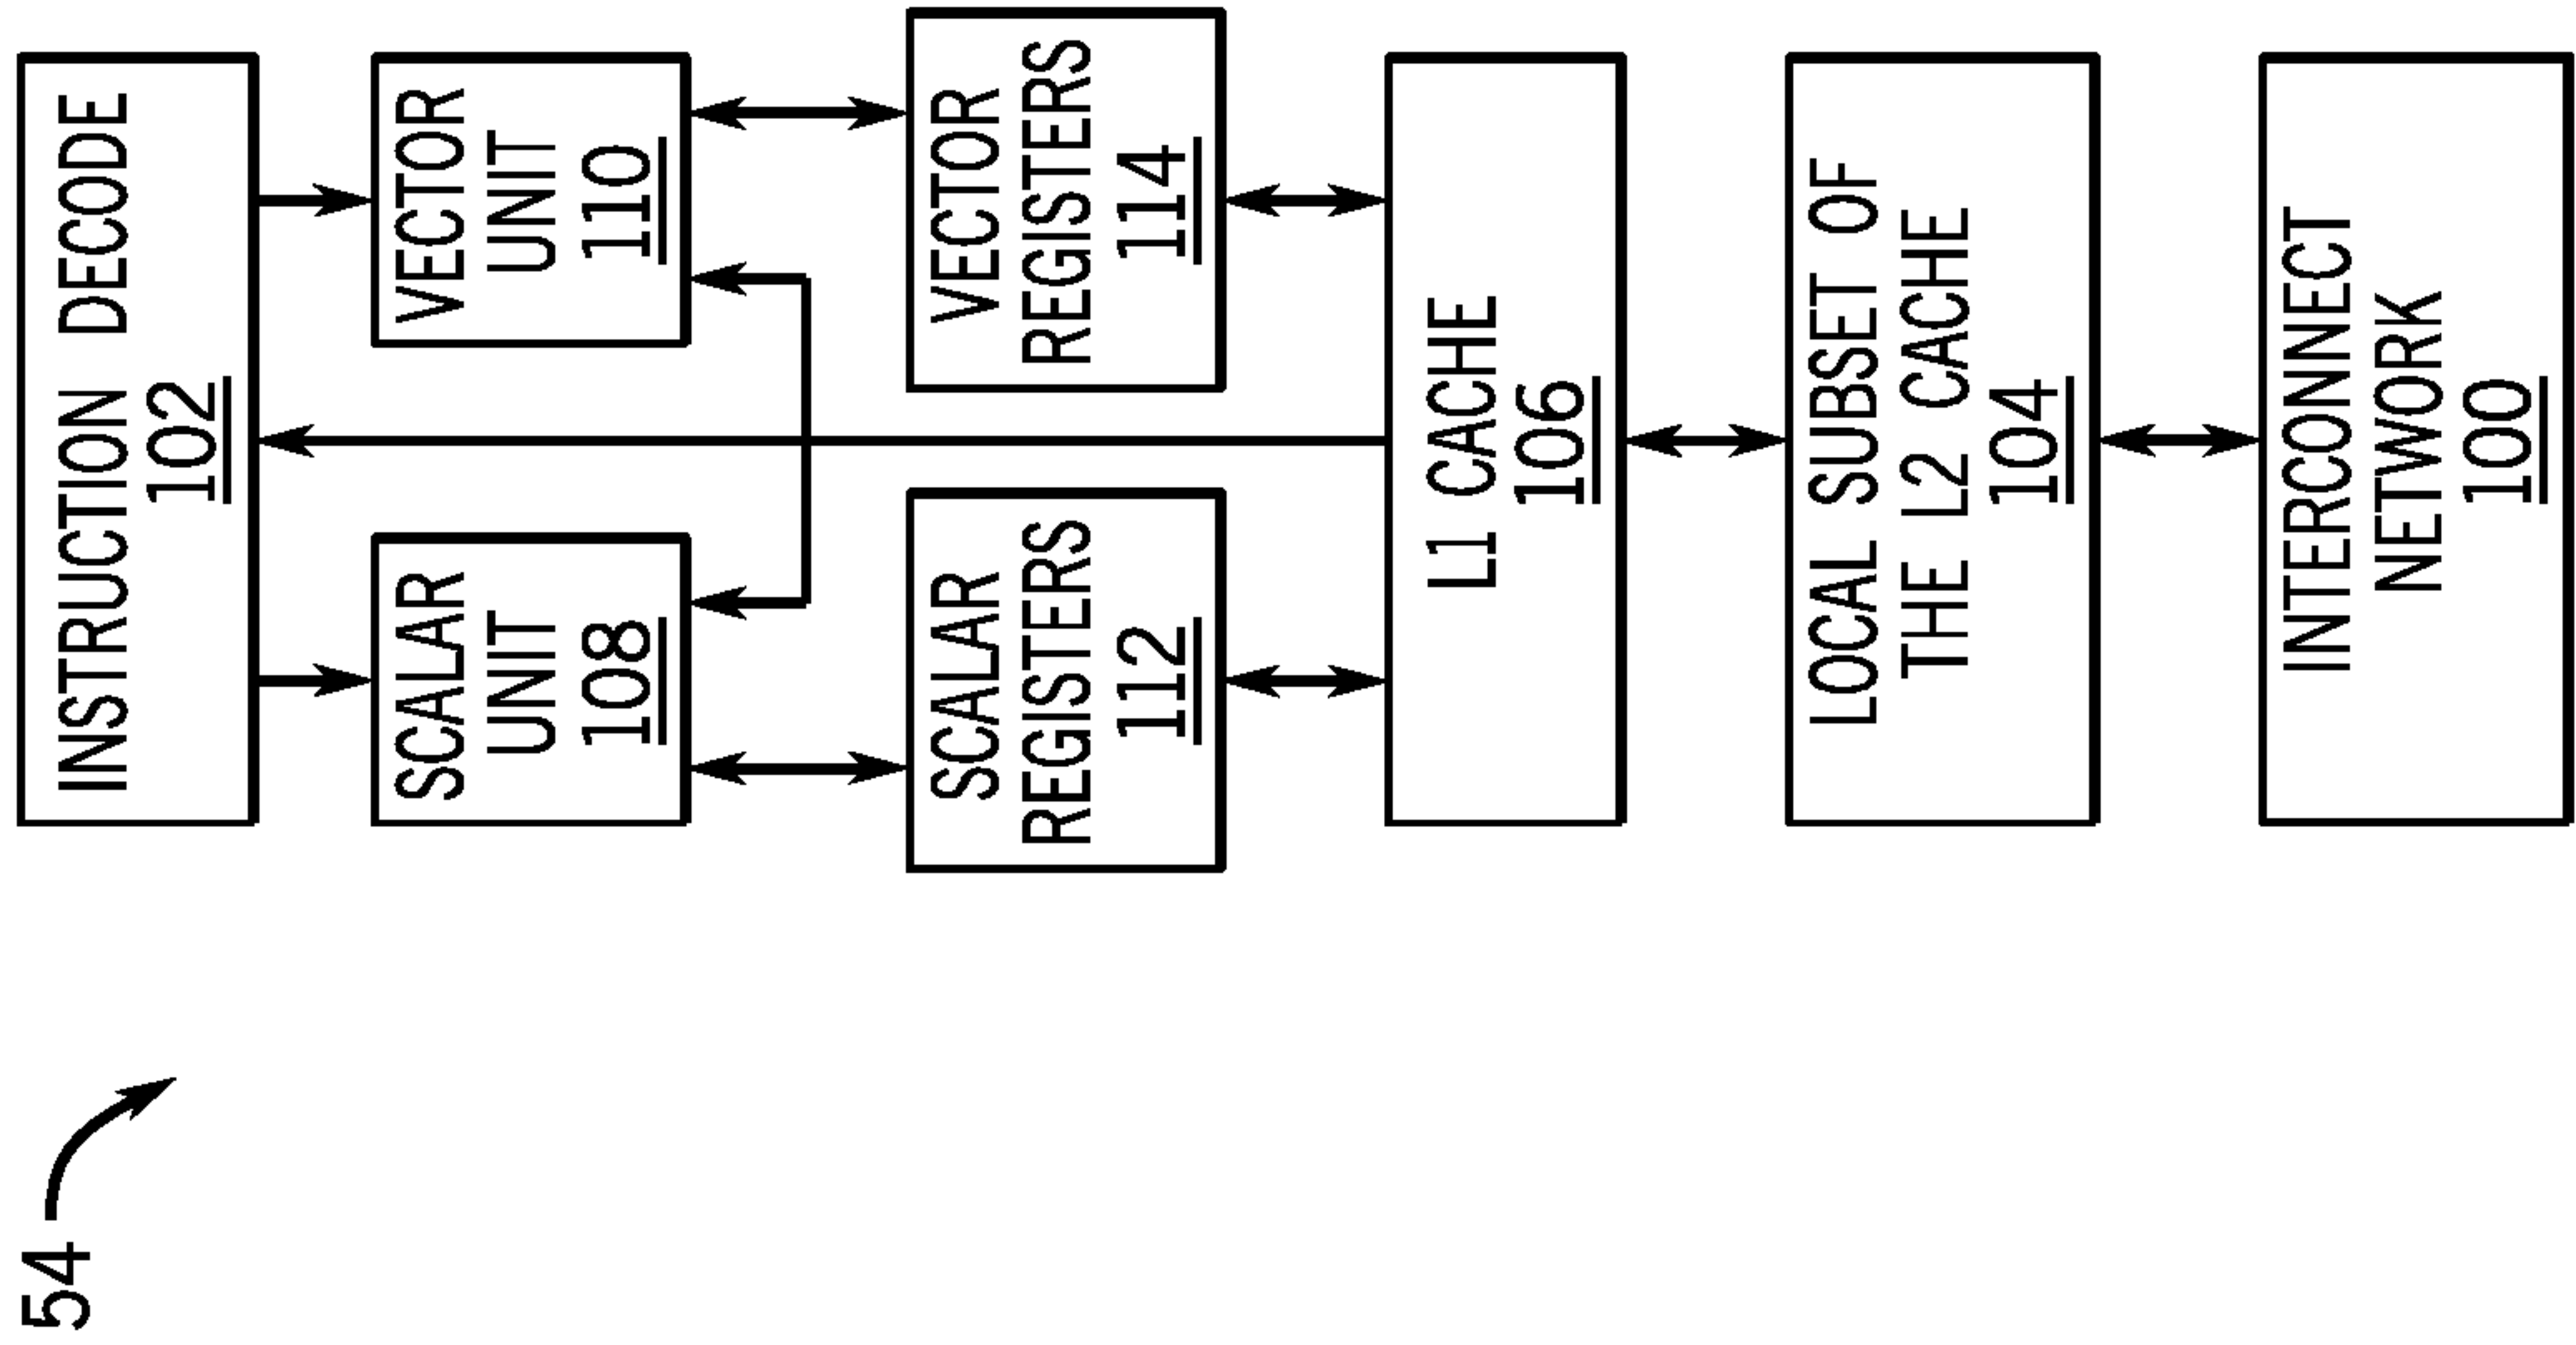 54
INSTRUCTION DECODE
102
SCALAR
UNIT
108
VECTOR
UNIT
110
SCALAR
REGISTERS
112
VECTOR
REGISTERS
114
L1 CACHE
106
LOCAL SUBSET OF
THE L2 CACHE
104
INTERCONNECT
NETWORK
100